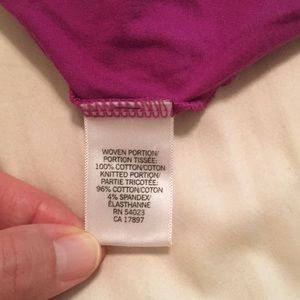 WOVEN PORTION/
PORTION TISSÉE:
100% COTTON/COTON
KNITTED PORTION/
PARTIE TRICOTÉE:
96% COTTON/COTON
4% SPANDEX/
ÉLASTHANNE
RN 54023
CA 17897